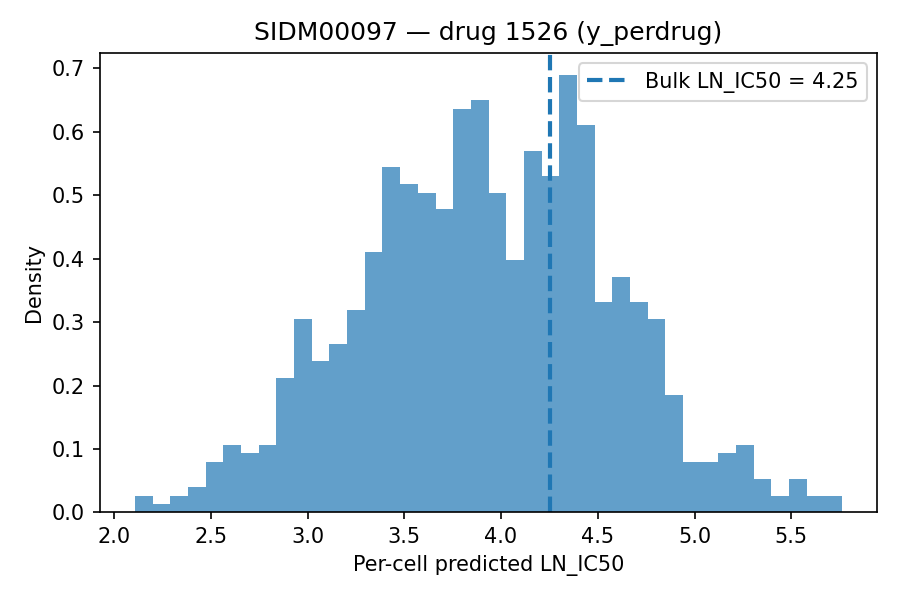 SIDM00097 — drug 1526 (y_perdrug)
Bulk LN_IC50 = 4.25
Density
0.7
0.6
0.5
0.4
0.3
0.2
0.1
0.0
2.0 2.5 3.0 3.5 4.0 4.5 5.0 5.5
Per-cell predicted LN_IC50